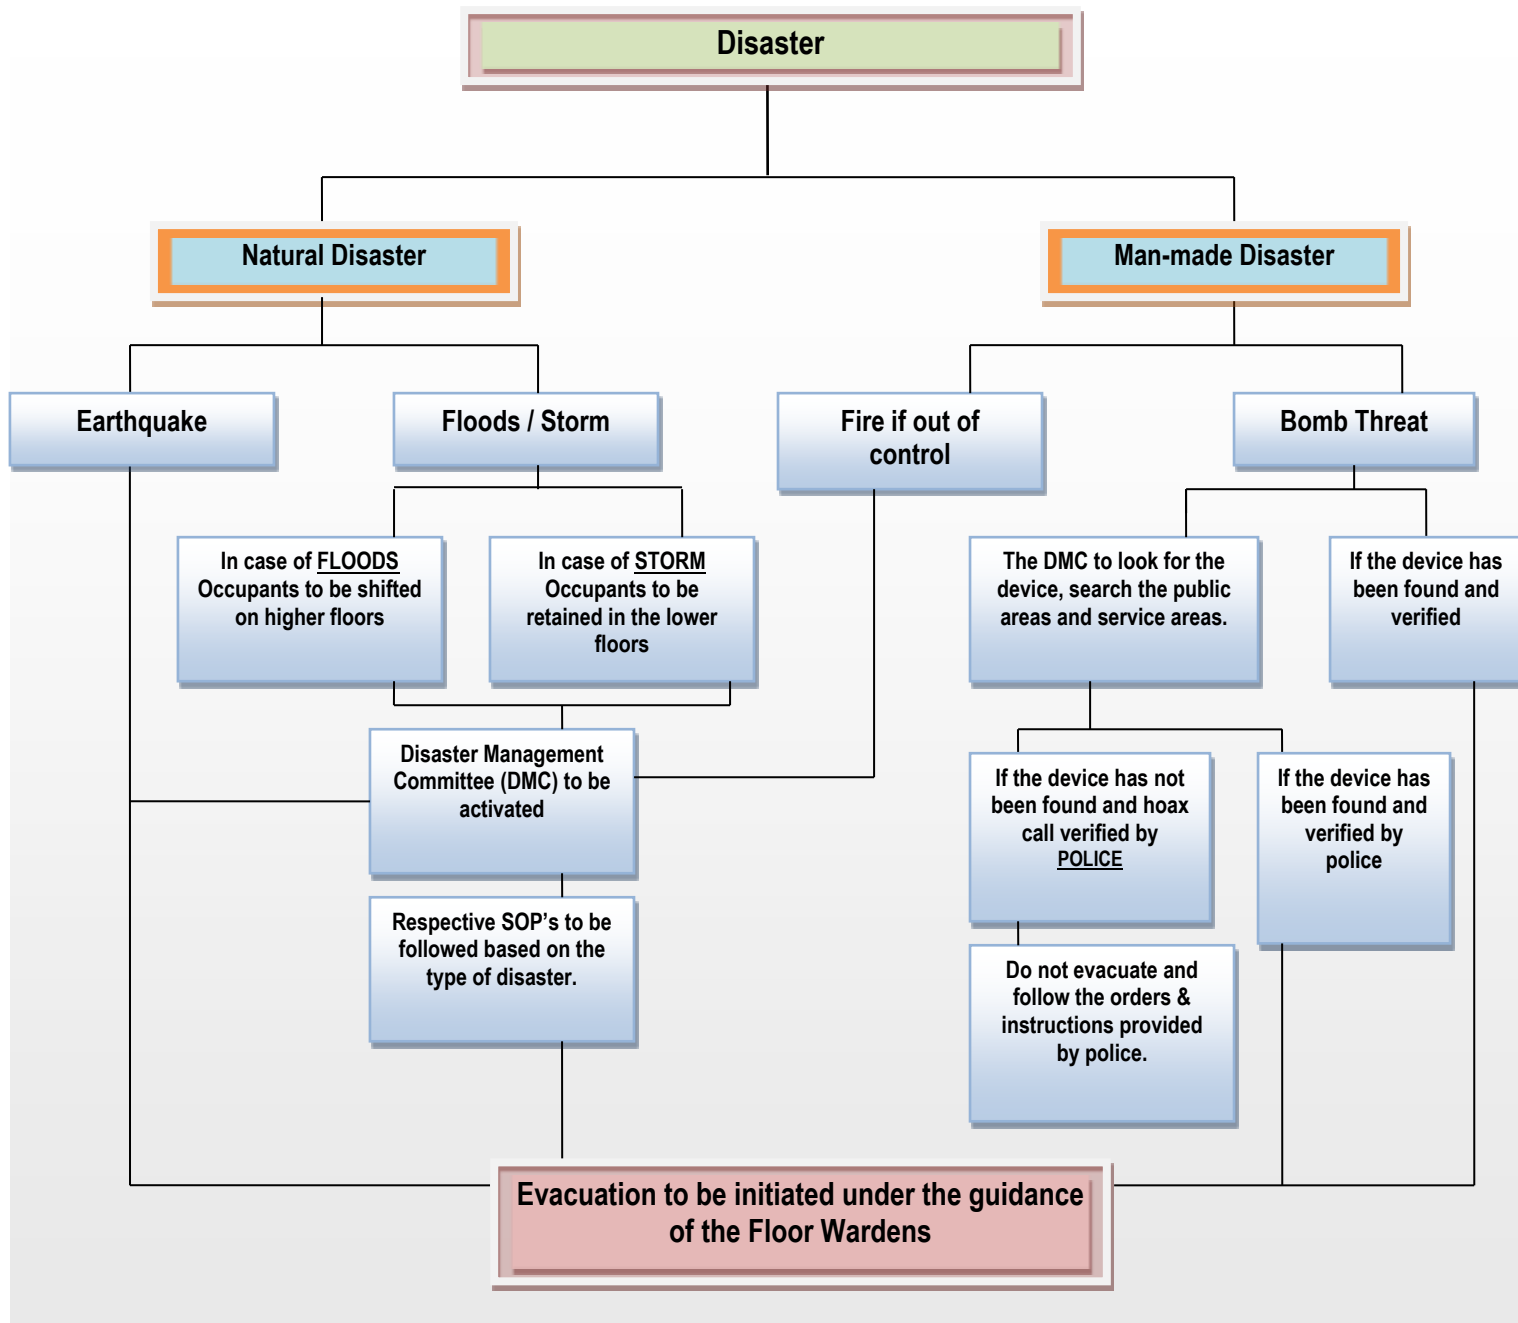 Disaster
Natural Disaster
Man-made Disaster
Earthquake
Floods / Storm
Fire if out of
control
Bomb Threat
In case of FLOODS
Occupants to be shifted
on higher floors
In case of STORM
Occupants to be
retained in the lower
floors
The DMC to look for the
device, search the public
areas and service areas.
If the device has
been found and
verified
Disaster Management
Committee (DMC) to be
activated
If the device has not
been found and hoax
call verified by
POLICE
If the device has
been found and
verified by
police
Respective SOP's to be
followed based on the
type of disaster.
Do not evacuate and
follow the orders &
instructions provided
by police.
Evacuation to be initiated under the guidance
of the Floor Wardens